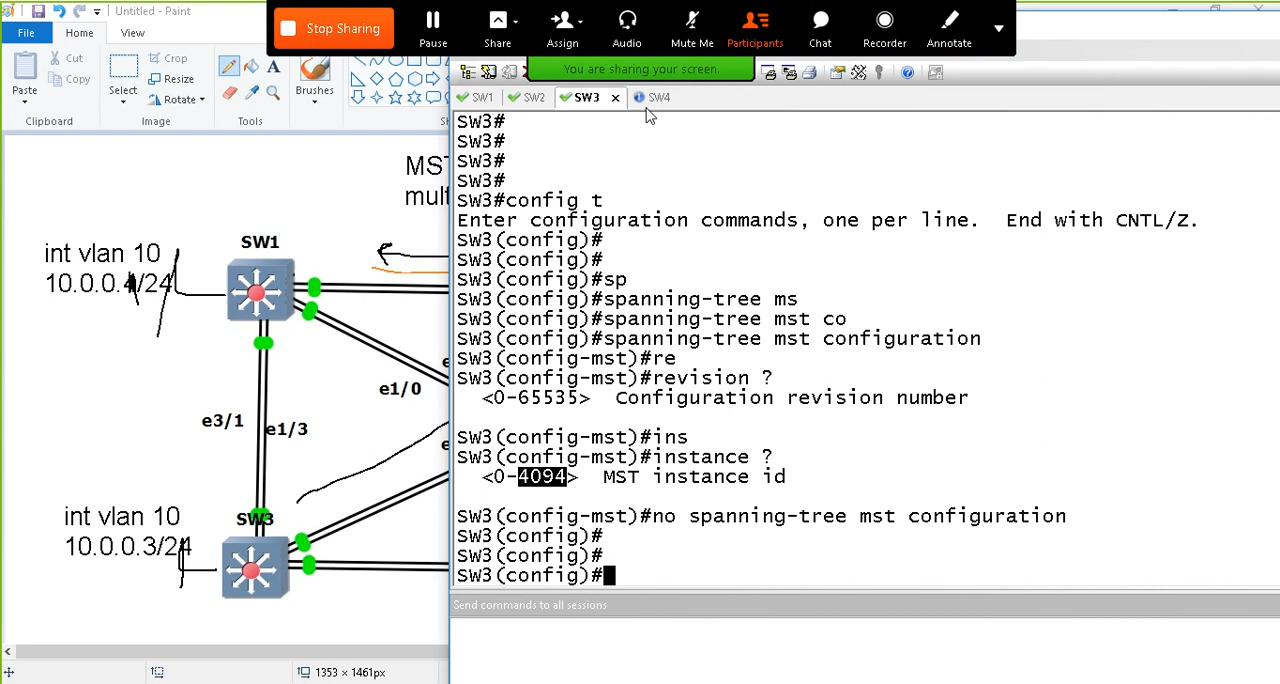 Untitled - Paint
File
Home
View
Paste
Cut
Copy
Clipboard
Select
Crop
Resize
Rotate
Image
Tools
Brushes
Stop Sharing
Pause
Share
Assign
Audio
Mute Me
Participants
Chat
Recorder
Annotate
You are sharing your screen.
SW1
SW2
SW3
SW4
MST
mult
int vlan 10
10.0.0.1/24
SW1
e1/0
e3/1
e1/3
int vlan 10
10.0.0.3/24
SW3
1353 × 1461px
SW3#
SW3#
SW3#
SW3#
SW3#config t
Enter configuration commands, one per line.  End with CNTL/Z.
SW3(config)#
SW3(config)#
SW3(config)#sp
SW3(config)#spanning-tree ms
SW3(config)#spanning-tree mst co
SW3(config)#spanning-tree mst configuration
SW3(config-mst)#re
SW3(config-mst)#revision ?
<0-65535>  Configuration revision number
SW3(config-mst)#ins
SW3(config-mst)#instance ?
<0-4094>  MST instance id
SW3(config-mst)#no spanning-tree mst configuration
SW3(config)#
SW3(config)#
SW3(config)#
Send commands to all sessions